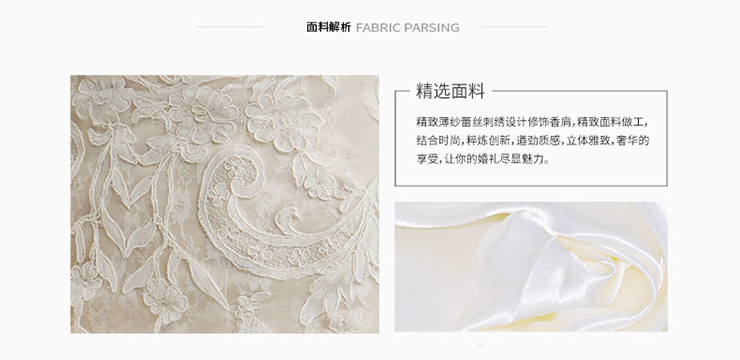 面料解析 FABRIC PARSING
精选面料
精致薄纱蕾丝刺绣设计修饰香肩,精致面料做工,
结合时尚,粹炼创新,遒劲质感,立体雅致,奢华的
享受,让你的婚礼尽显魅力。